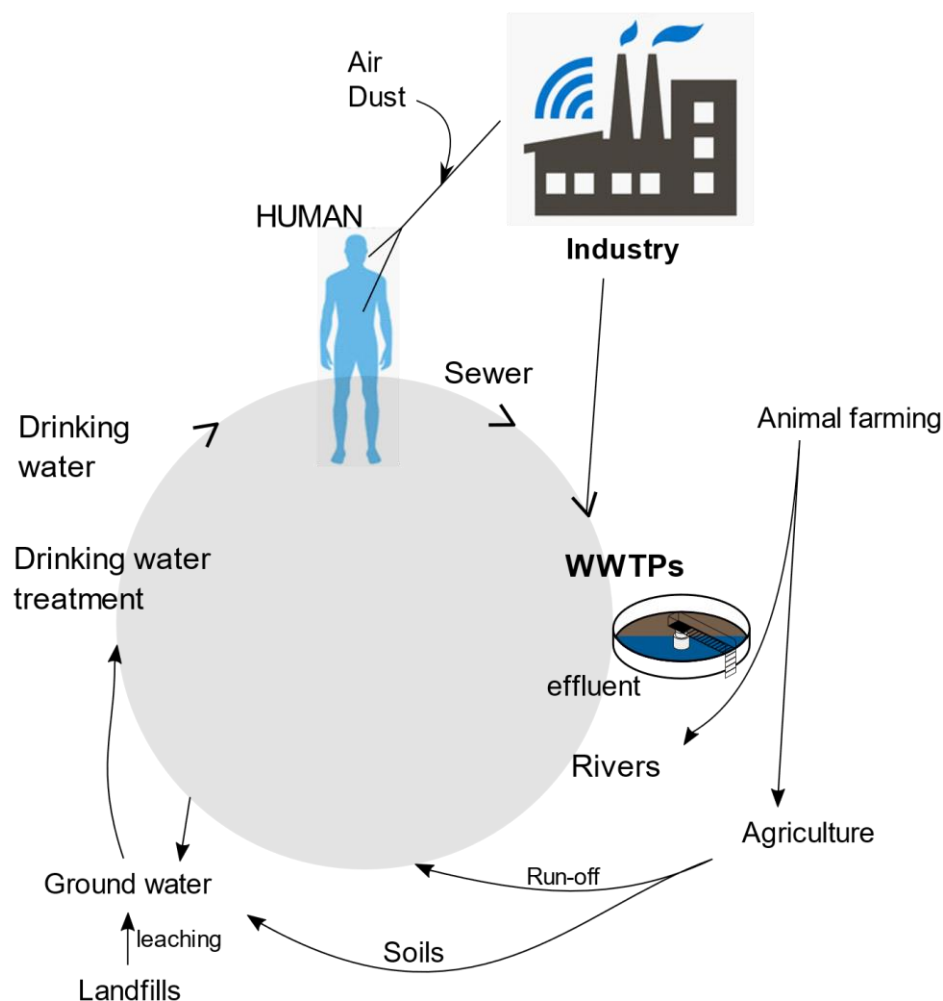 Air
Dust
HUMAN
Industry
Sewer
Drinking
water
Animal farming
Drinking water
treatment
WWTPs
effluent
Rivers
Agriculture
Run-off
Ground water
leaching
Soils
Landfills